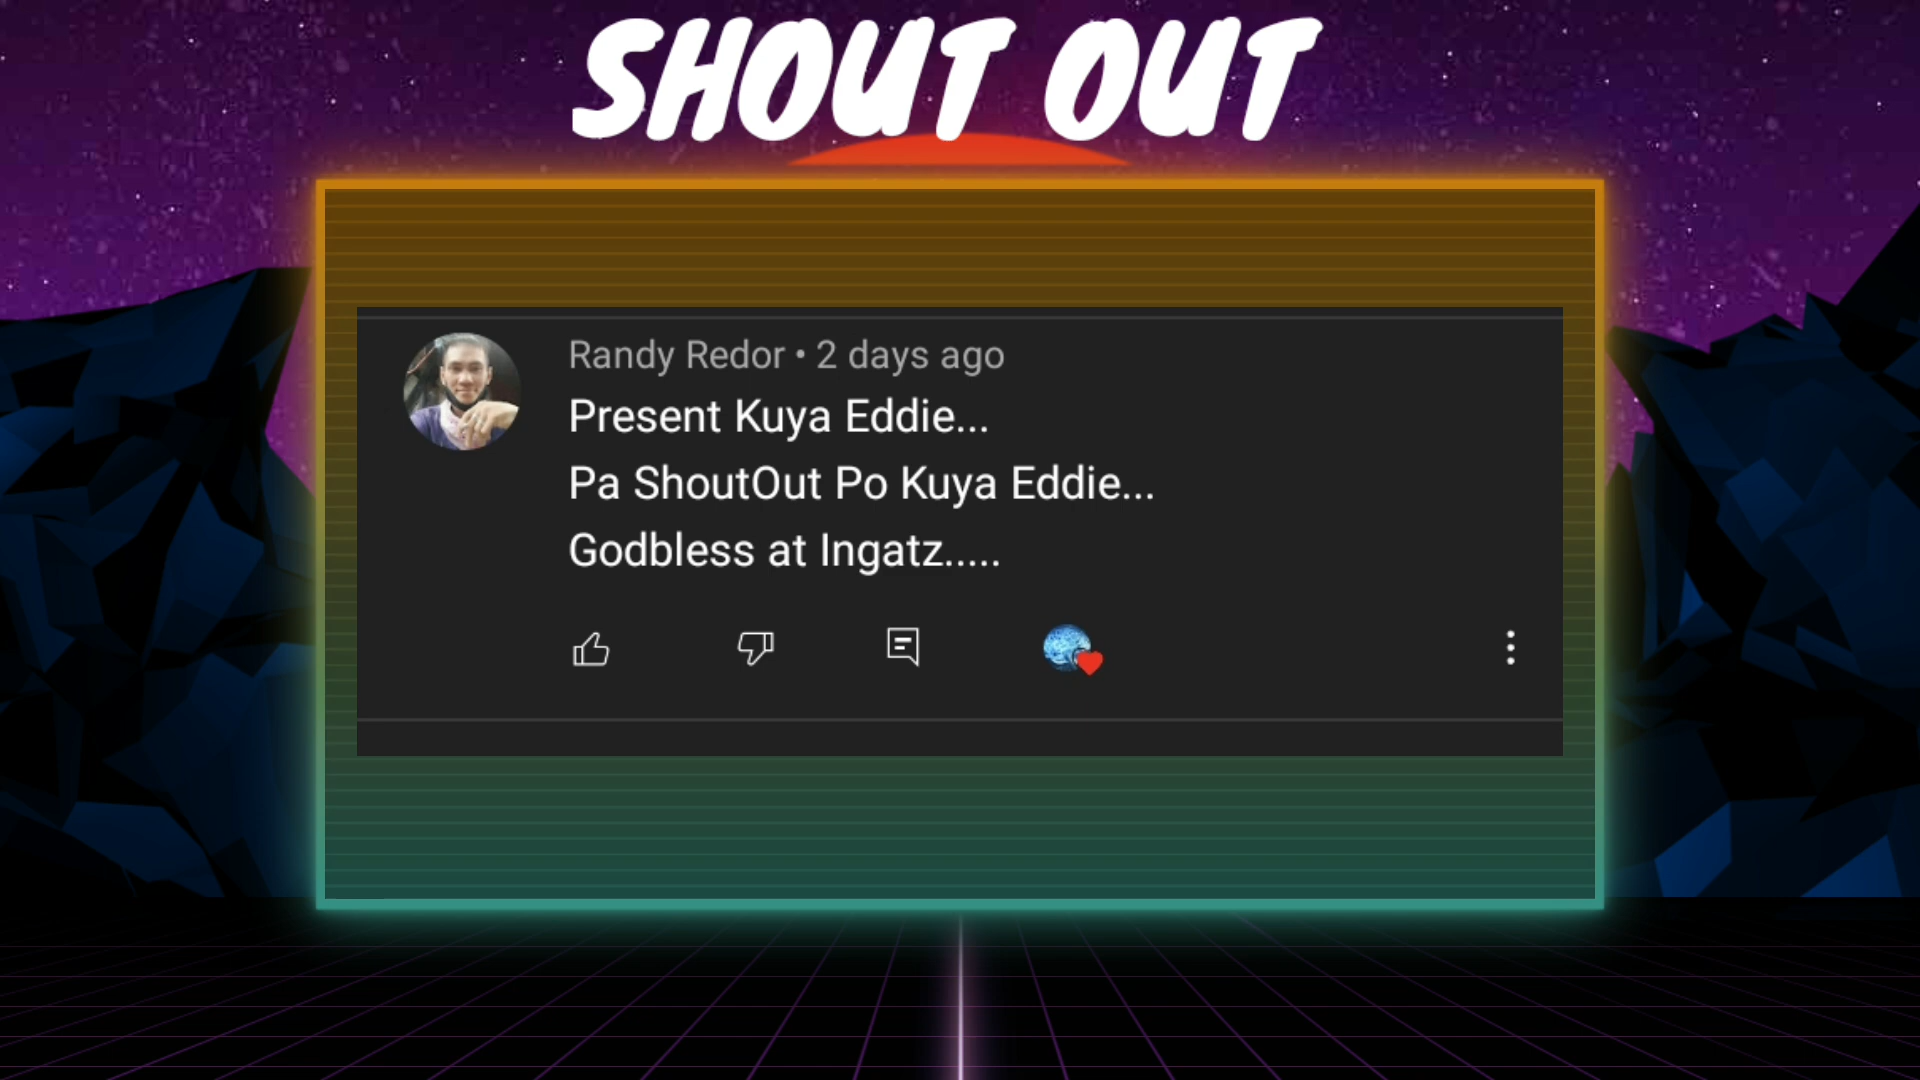 SHOUT OUT
Randy Redor • 2 days ago
Present Kuya Eddie...
Pa ShoutOut Po Kuya Eddie...
Godbless at Ingatz.....